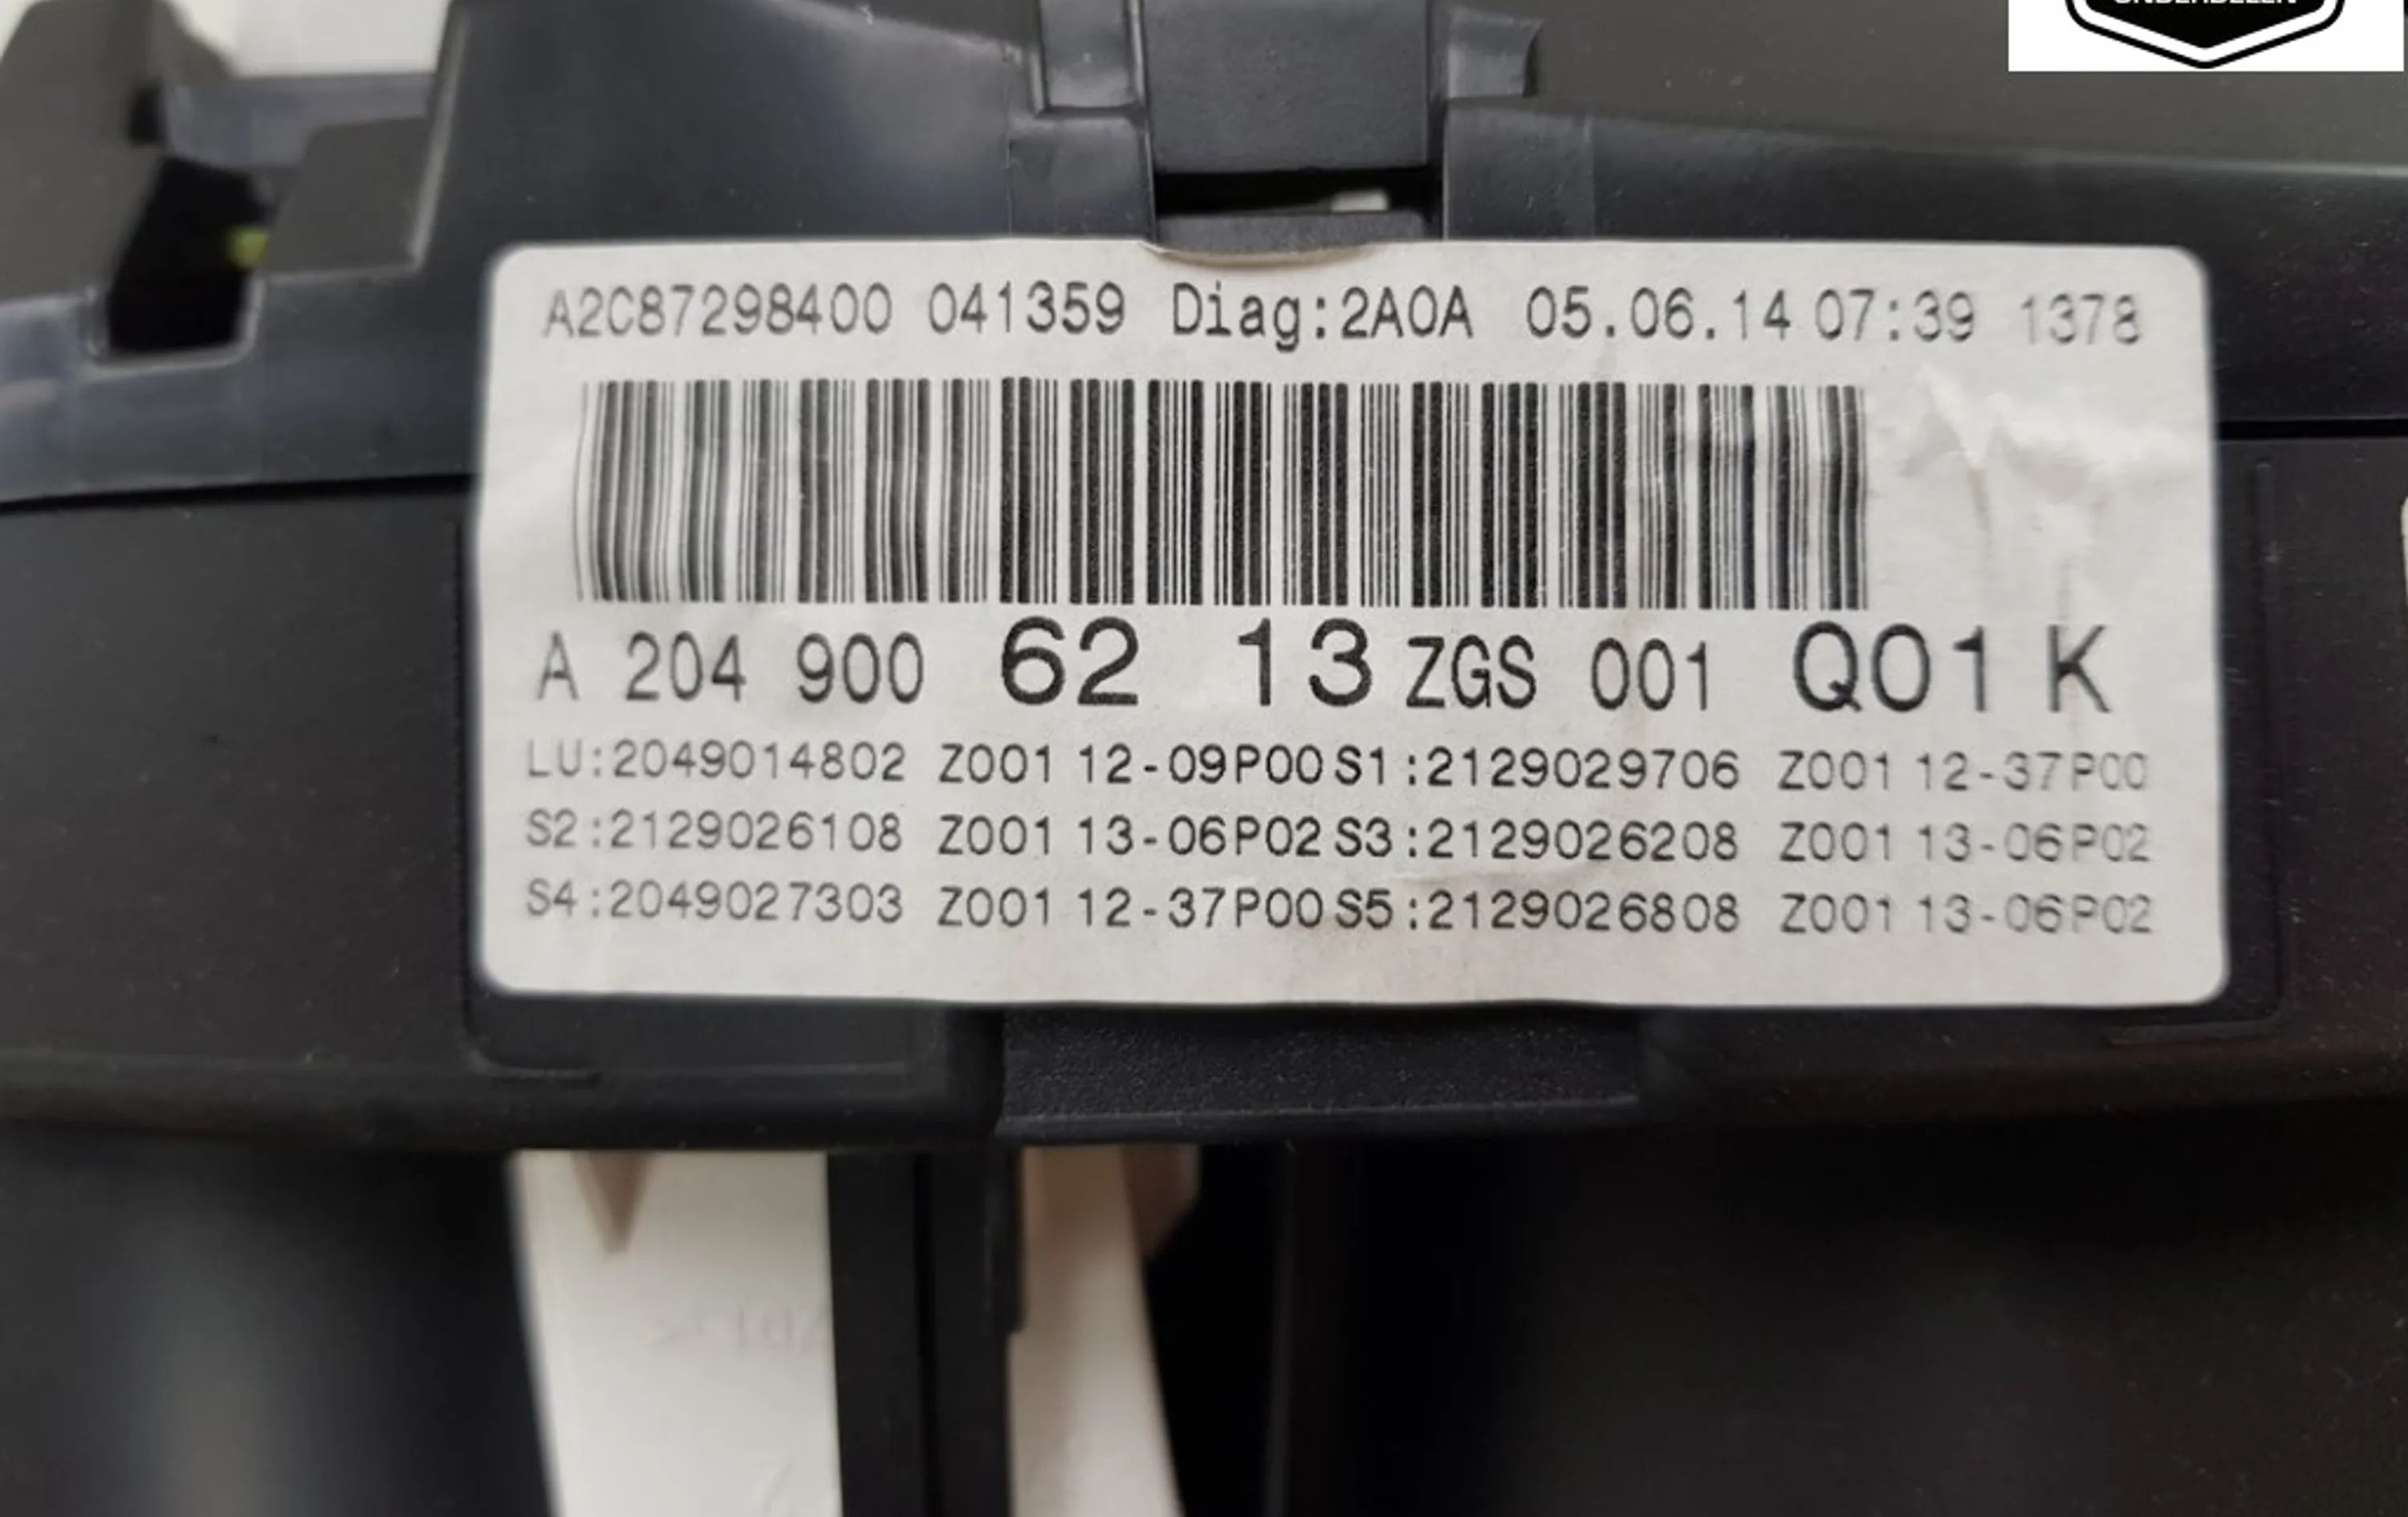 ONDERDELEN
A2C87298400 041359 Diag:2A0A 05.06.14 07:39 1378
A 204 900 62 13 ZGS 001 Q01 K
LU:2049014802 Z001 12-09P00 S1:2129029706 Z001 12-37P00
S2:2129026108 Z001 13-06P02 S3:2129026208 Z001 13-06P02
S4:2049027303 Z001 12-37P00 S5:2129026808 Z001 13-06P02